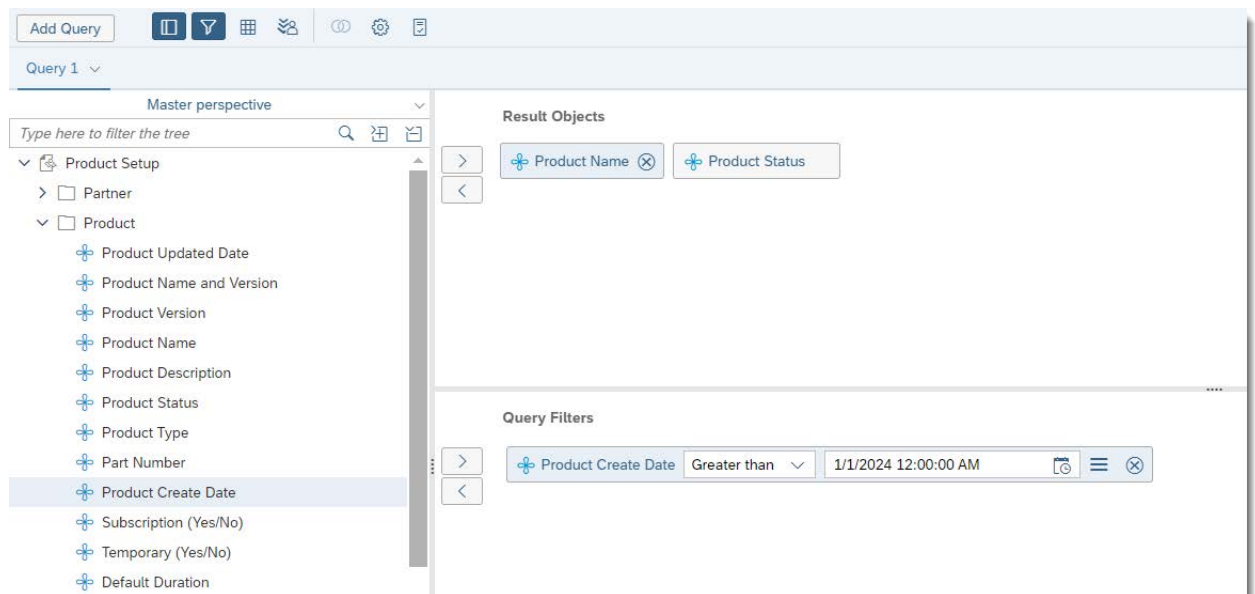 Add Query
Query 1
Master perspective
Type here to filter the tree
Product Setup
Partner
Product
Product Updated Date
Product Name and Version
Product Version
Product Name
Product Description
Product Status
Product Type
Part Number
Product Create Date
Subscription (Yes/No)
Temporary (Yes/No)
Default Duration
Result Objects
Product Name Product Status
Query Filters
Product Create Date Greater than 1/1/2024 12:00:00 AM